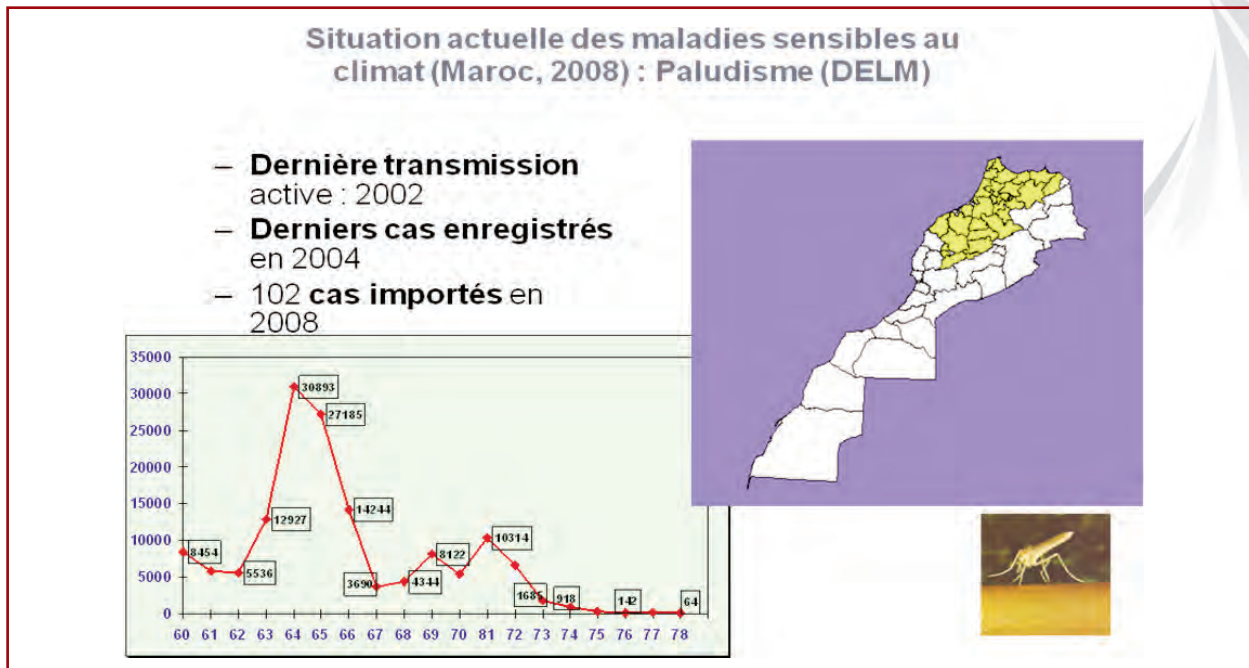 Situation actuelle des maladies sensibles au
climat (Maroc, 2008) : Paludisme (DELM)
– Dernière transmission
active : 2002
– Derniers cas enregistrés
en 2004
– 102 cas importés en
2008
35000
30000
25000
20000
15000
10000
5000
0
8454
5536
12927
30893
27185
14244
3690
4344
8122
10314
1685
918
142
64
60 61 62 63 64 65 66 67 68 69 70 81 72 73 74 75 76 77 78